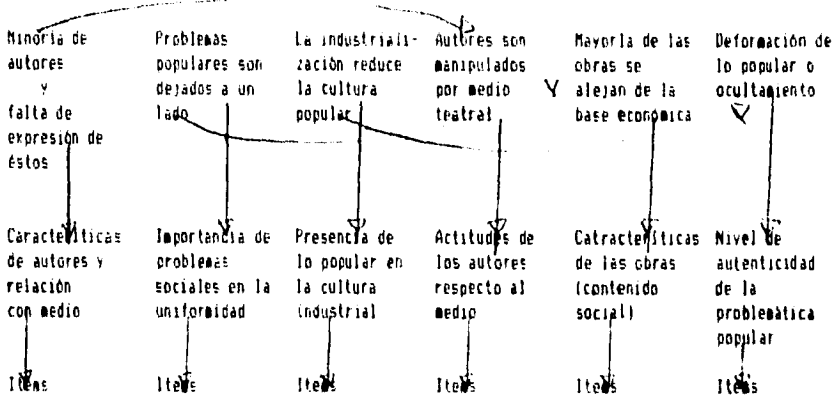 Minoría de
autores
y
falta de
expresión de
éstos
Problemas
populares son
dejados a un
lado
La industriali-
zación reduce
la cultura
popular
Autores son
manipulados
por medio
teatral
Y
Mayoría de las
obras se
alejan de la
base económica
Deformación de
lo popular o
ocultamiento
Características
de autores y
relación
con medio
Importancia de
problemas
sociales en la
uniformidad
Presencia de
lo popular en
la cultura
industrial
Actitudes de
los autores
respecto al
medio
Catracterísticas
de las obras
(contenido
social)
Nivel de
autenticidad
de la
problemática
popular
Items
Items
Items
Items
Items
Items